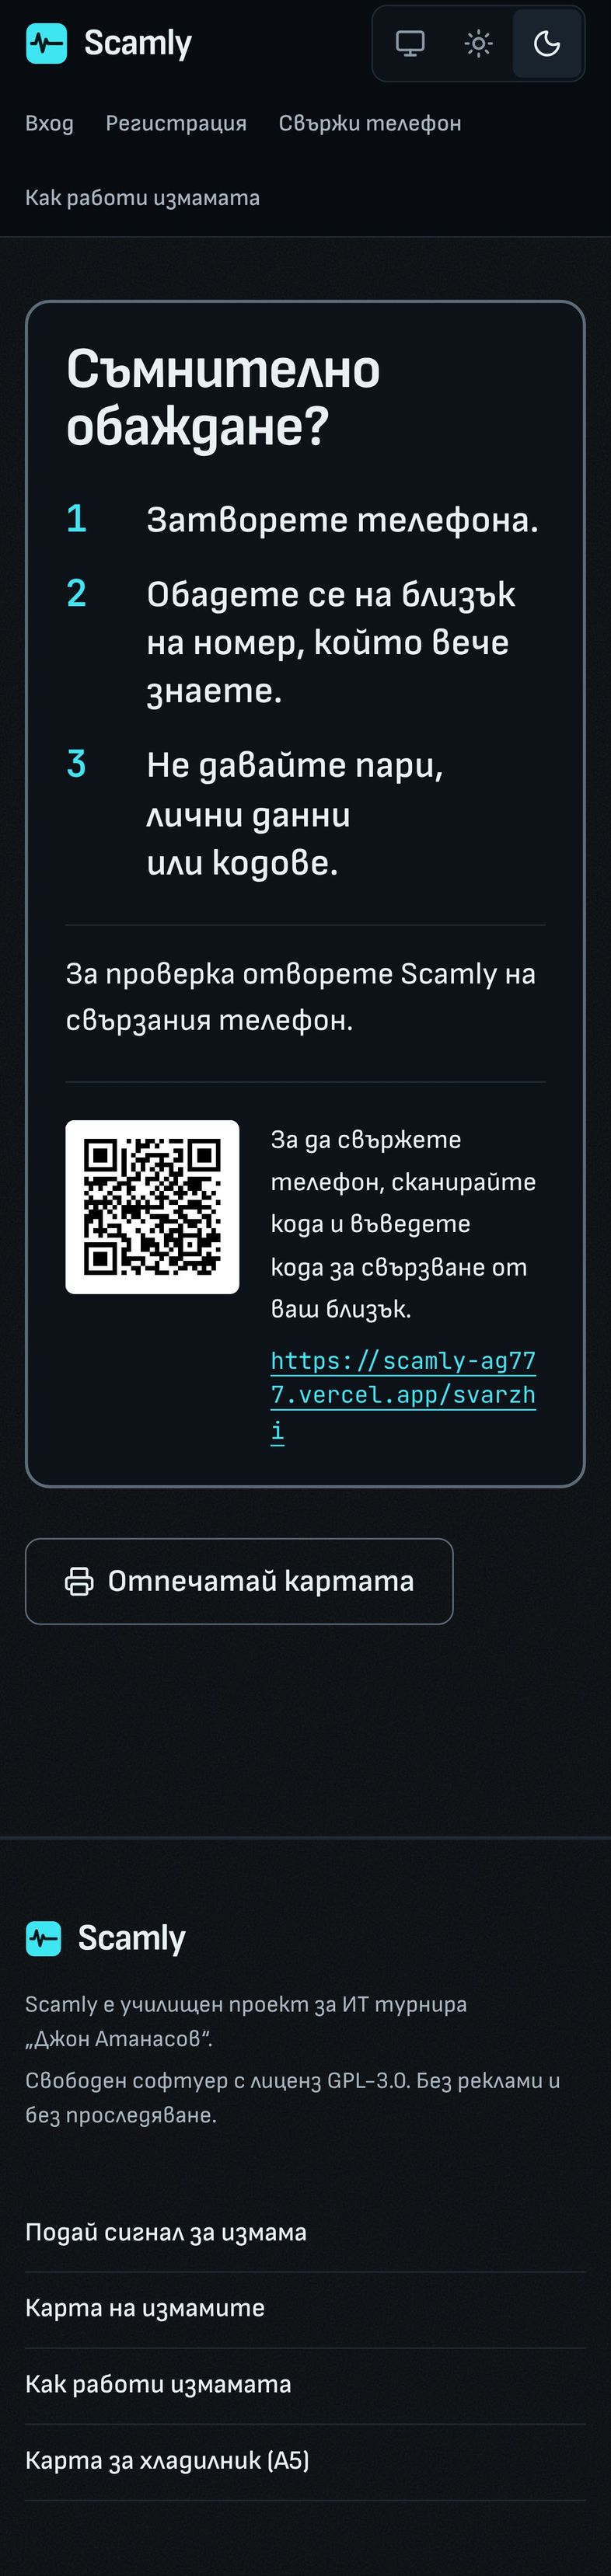 Scamly
Вход Регистрация Свържи телефон
Как работи измамата
Съмнително
обаждане?
1 Затворете телефона.
2 Обадете се на близък
на номер, който вече
знаете.
3 Не давайте пари,
лични данни
или кодове.
За проверка отворете Scamly на
свързания телефон.
За да свържете
телефон, сканирайте
кода и въведете
кода за свързване от
ваш близък.
https://scamly-ag77
7.vercel.app/svarzh
i
Отпечатай картата
Scamly
Scamly е училищен проект за ИТ турнира
„Джон Атанасов“.
Свободен софтуер с лиценз GPL-3.0. Без реклами и
без проследяване.
Подай сигнал за измама
Карта на измамите
Как работи измамата
Карта за хладилник (А5)